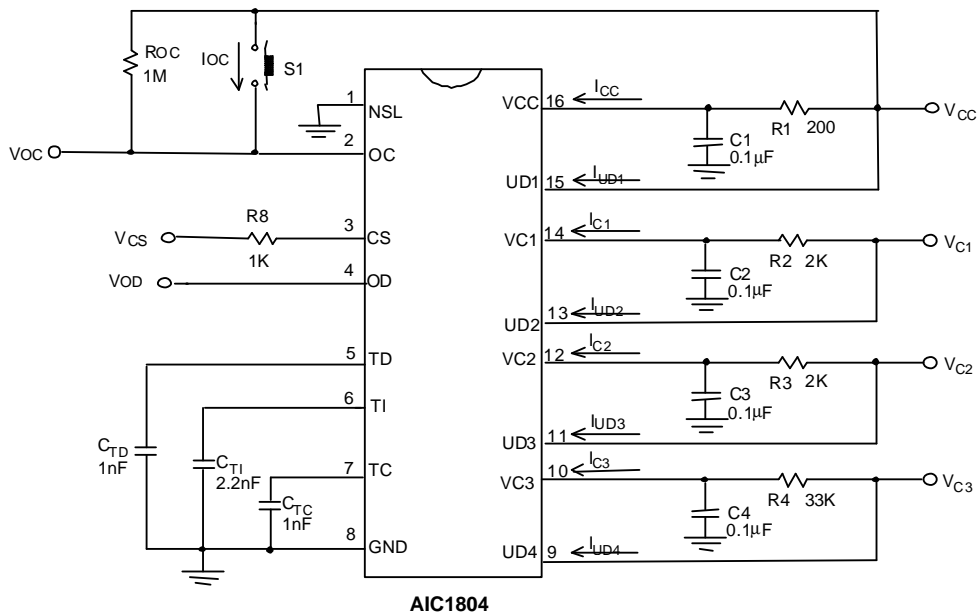 ROC
1M
IOC
S1
VOC
1
NSL
2
OC
R8
VCS
1K
3
CS
VOD
4
OD
5
TD
6
TI
7
TC
CTD
1nF
CTI
2.2nF
CTC
1nF
8
GND
VCC
16
ICC
R1 200
VCC
C1
0.1µF
UD1
15
IUD1
VC1
14
IC1
R2 2K
VC1
C2
0.1µF
UD2
13
IUD2
VC2
12
IC2
R3 2K
VC2
C3
0.1µF
UD3
11
IUD3
VC3
10
IC3
R4 33K
VC3
C4
0.1µF
UD4
9
IUD4
AIC1804